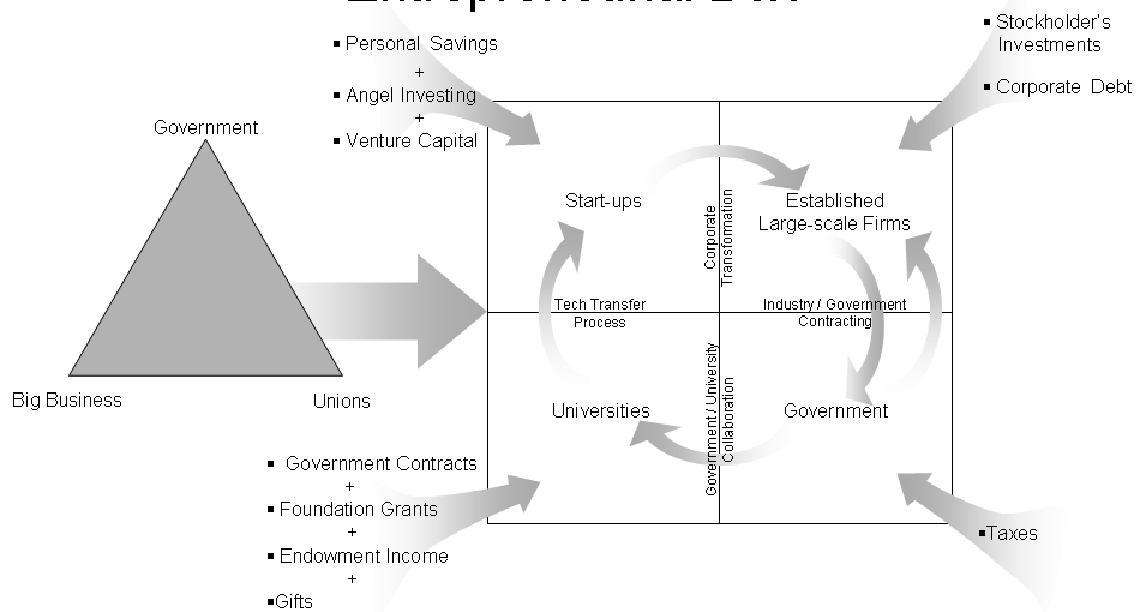 ▪ Personal Savings
+
▪ Angel Investing
+
▪ Venture Capital
▪ Stockholder's
Investments
▪ Corporate Debt
Government
Big Business
Unions
Start-ups
Established
Large-scale Firms
Corporate
Transformation
Tech Transfer
Process
Industry / Government
Contracting
Universities
Government
Government / University
Collaboration
▪ Government Contracts
+
▪ Foundation Grants
+
▪ Endowment Income
+
▪Gifts
▪Taxes